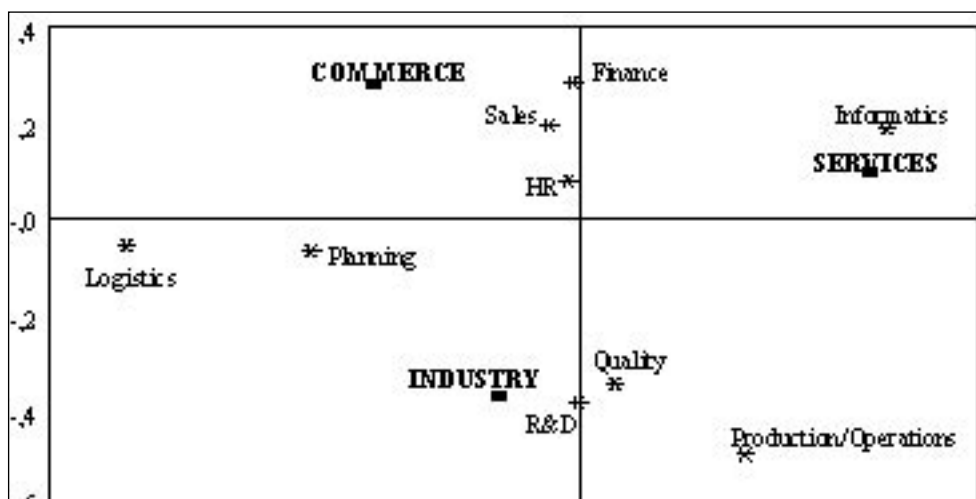 ,4
COMMERCE
Finance
Sales
Informatics
,2
SERVICES
HR
-,0
Planning
Logistics
-,2
Quality
INDUSTRY
-,4
R&D
Production/Operations